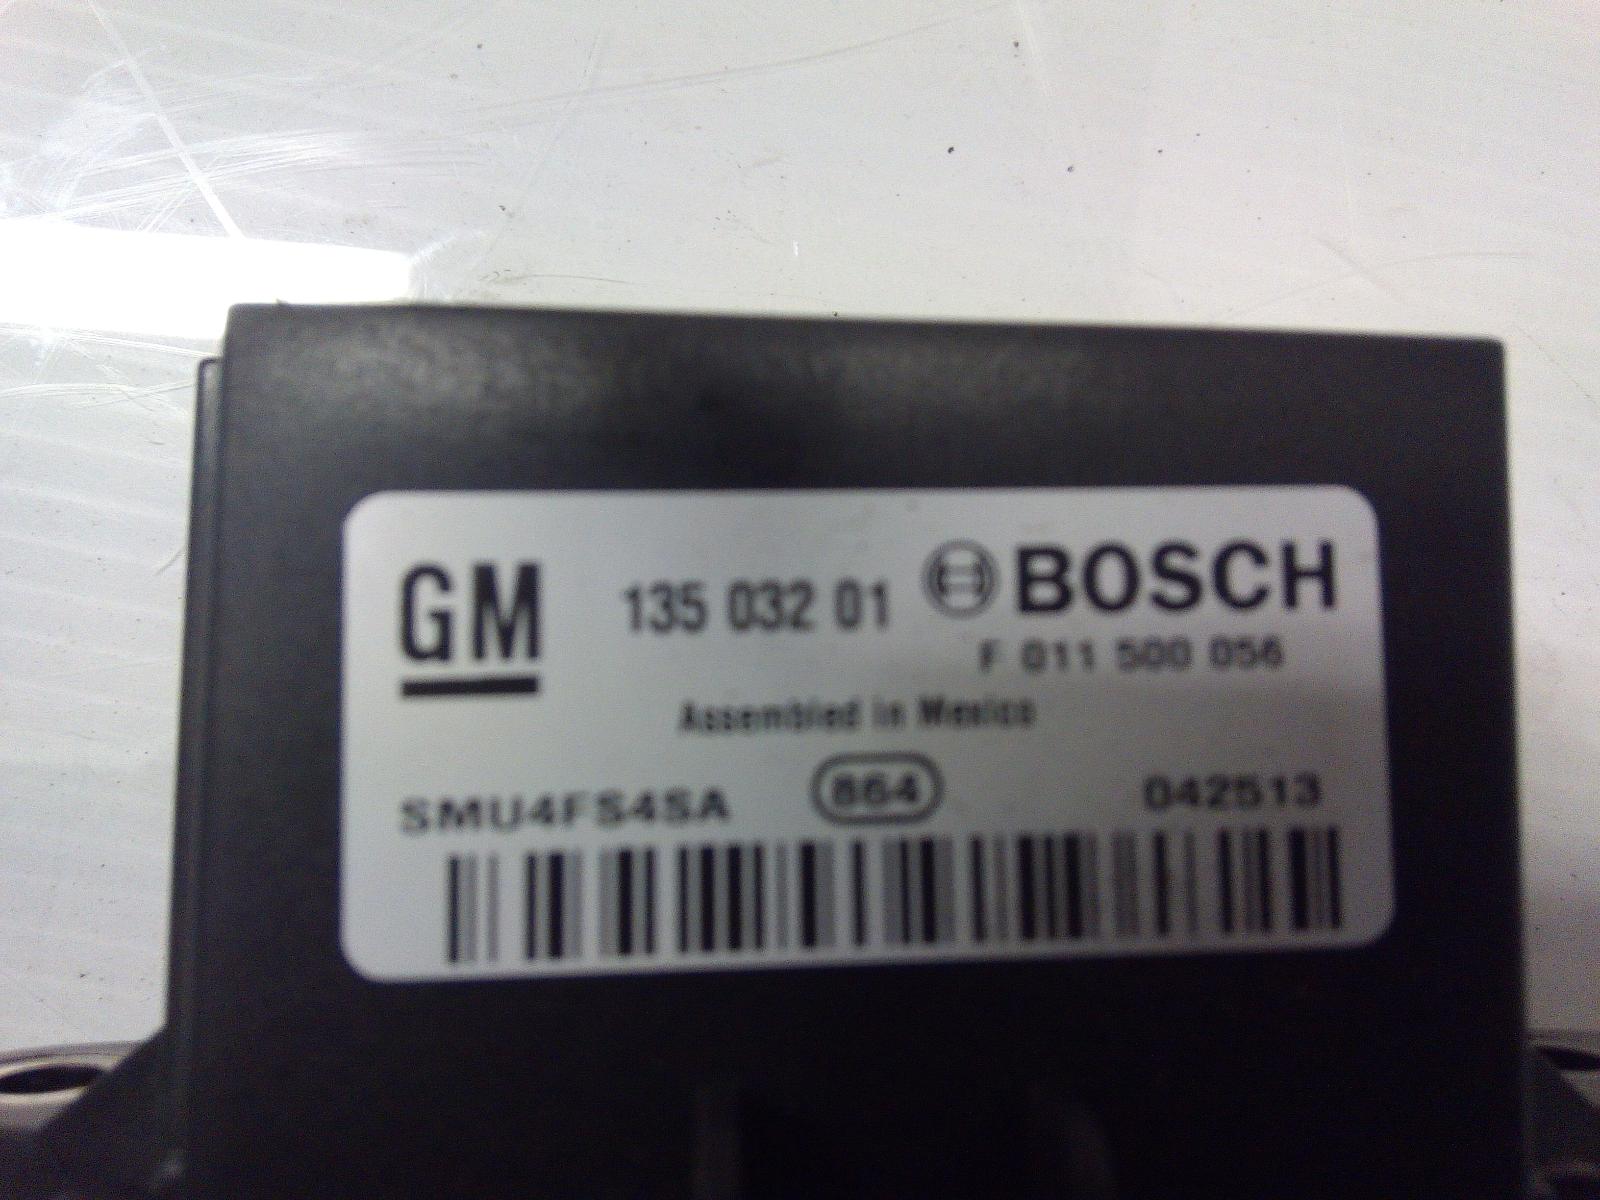 GM 135 032 01 BOSCH
F 011 500 056
Assembled in Mexico
SMU4FS4SA 864 042513